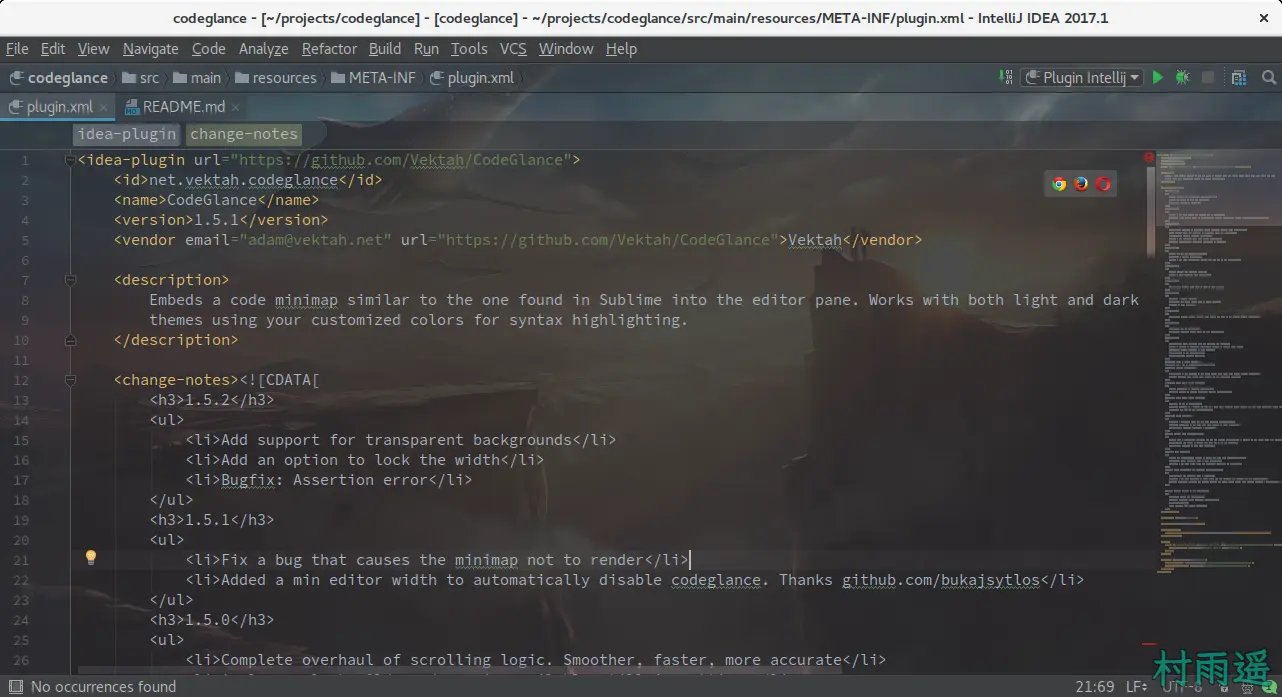 codeglance - [~/projects/codeglance] - [codeglance] - ~/projects/codeglance/src/main/resources/META-INF/plugin.xml - IntelliJ IDEA 2017.1
File Edit View Navigate Code Analyze Refactor Build Run Tools VCS Window Help
codeglance src main resources META-INF plugin.xml Plugin Intellij
plugin.xml README.md
idea-plugin change-notes
1 <idea-plugin url="https://github.com/Vektah/CodeGlance">
2 <id>net.vektah.codeglance</id>
3 <name>CodeGlance</name>
4 <version>1.5.1</version>
5 <vendor email="adam@vektah.net" url="https://github.com/Vektah/CodeGlance">Vektah</vendor>
6
7 <description>
8 Embeds a code minimap similar to the one found in Sublime into the editor pane. Works with both light and dark
9 themes using your customized colors for syntax highlighting.
10 </description>
11
12 <change-notes><![CDATA[
13 <h3>1.5.2</h3>
14 <ul>
15 <li>Add support for transparent backgrounds</li>
16 <li>Add an option to lock the width</li>
17 <li>Bugfix: Assertion error</li>
18 </ul>
19 <h3>1.5.1</h3>
20 <ul>
21 <li>Fix a bug that causes the minimap not to render</li>
22 <li>Added a min editor width to automatically disable codeglance. Thanks github.com/bukajsytlos</li>
23 </ul>
24 <h3>1.5.0</h3>
25 <ul>
26 <li>Complete overhaul of scrolling logic. Smoother, faster, more accurate</li>
No occurrences found 21:69 LF UTF-8
村雨遥